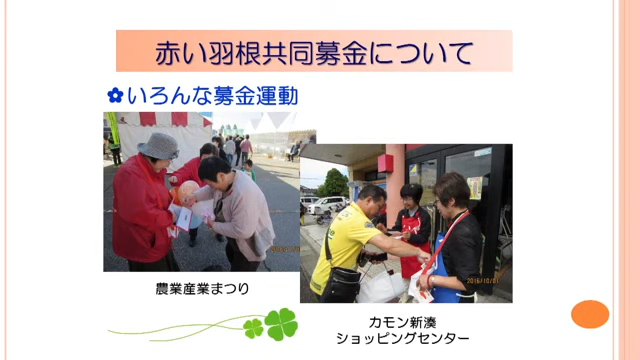 赤い羽根共同募金について
✿いろんな募金運動
農業産業まつり
カモン新湊
ショッピングセンター